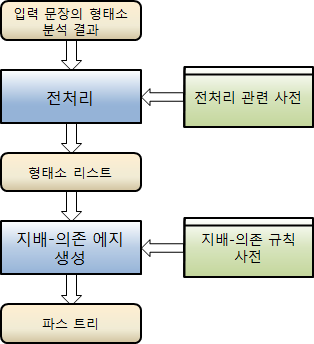 입력 문장의 형태소
분석 결과
전처리
전처리 관련 사전
형태소 리스트
지배-의존 에지
생성
지배-의존 규칙
사전
파스 트리